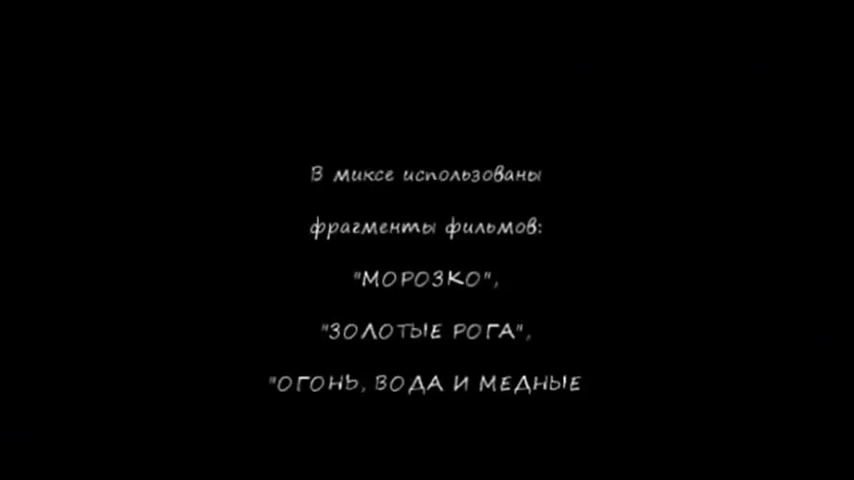 В миксе использованы
фрагменты фильмов:
"МОРОЗКО",
"ЗОЛОТЫЕ РОГА",
"ОГОНЬ, ВОДА И МЕДНЫЕ